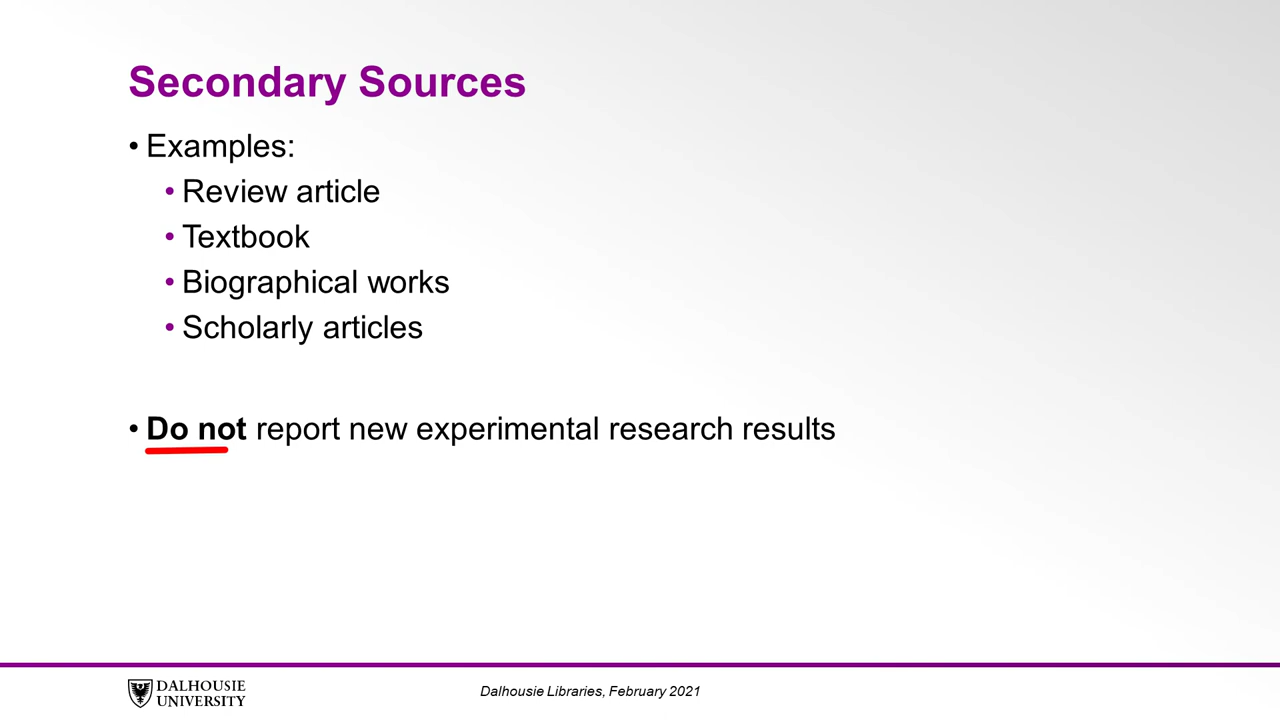 Secondary Sources
• Examples:
• Review article
• Textbook
• Biographical works
• Scholarly articles
• Do not report new experimental research results
DALHOUSIE
UNIVERSITY
Dalhousie Libraries, February 2021